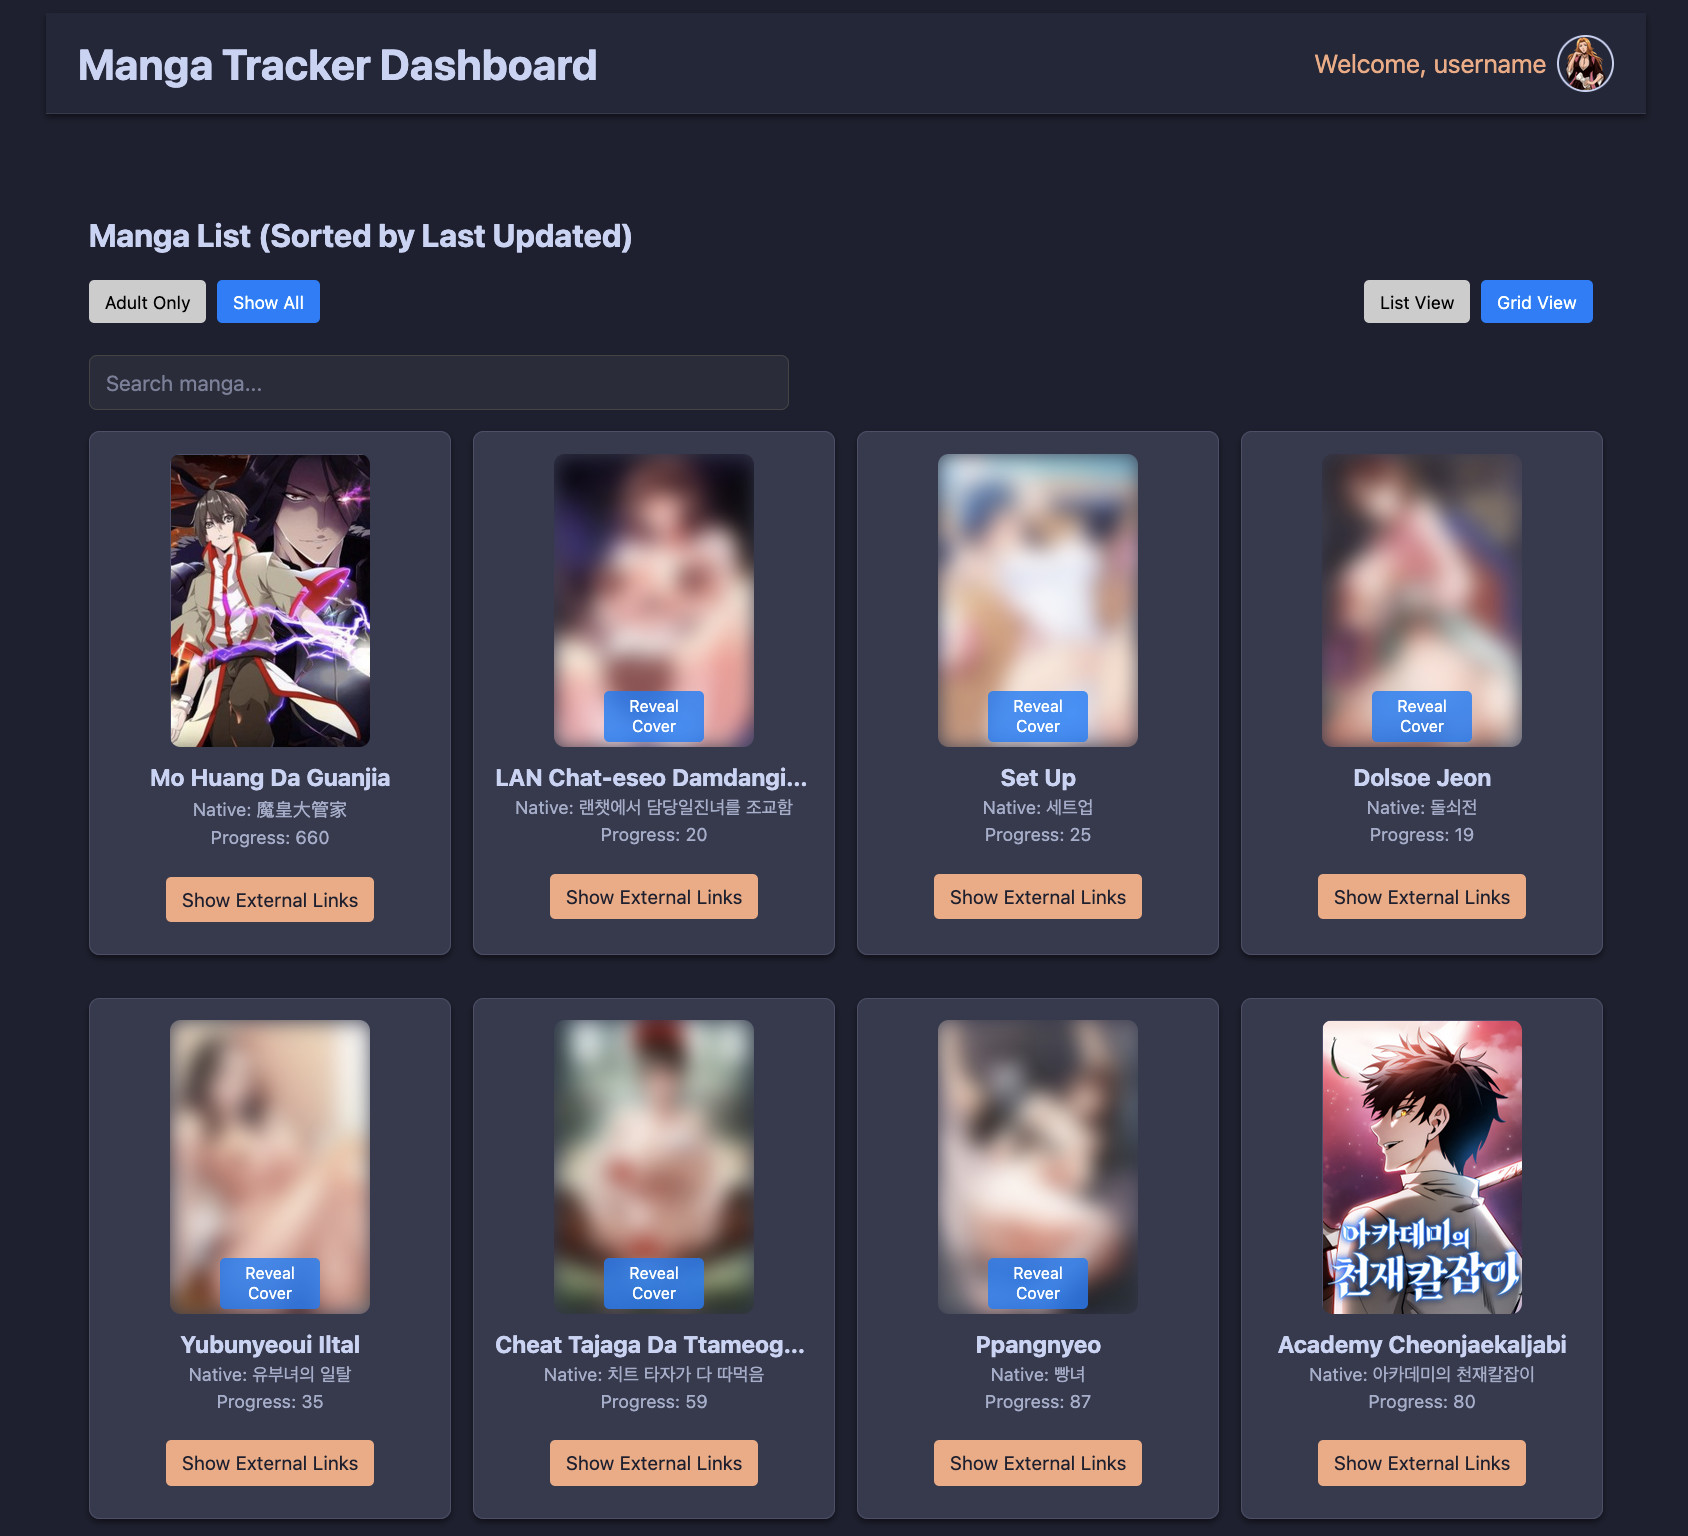 Manga Tracker Dashboard
Welcome, username
Manga List (Sorted by Last Updated)
Adult Only
Show All
List View
Grid View
Search manga...
Mo Huang Da Guanjia
Native: 魔皇大管家
Progress: 660
Show External Links
Reveal
Cover
LAN Chat-eseo Damdangi...
Native: 랜챗에서 담당일진녀를 조교함
Progress: 20
Show External Links
Reveal
Cover
Set Up
Native: 세트업
Progress: 25
Show External Links
Reveal
Cover
Dolsoe Jeon
Native: 돌쇠전
Progress: 19
Show External Links
Reveal
Cover
Yubunyeoui Iltal
Native: 유부녀의 일탈
Progress: 35
Show External Links
Reveal
Cover
Cheat Tajaga Da Ttameog...
Native: 치트 타자가 다 따먹음
Progress: 59
Show External Links
Reveal
Cover
Ppangnyeo
Native: 빵녀
Progress: 87
Show External Links
아카데미의
천재칼잡이
Academy Cheonjaekaljabi
Native: 아카데미의 천재칼잡이
Progress: 80
Show External Links